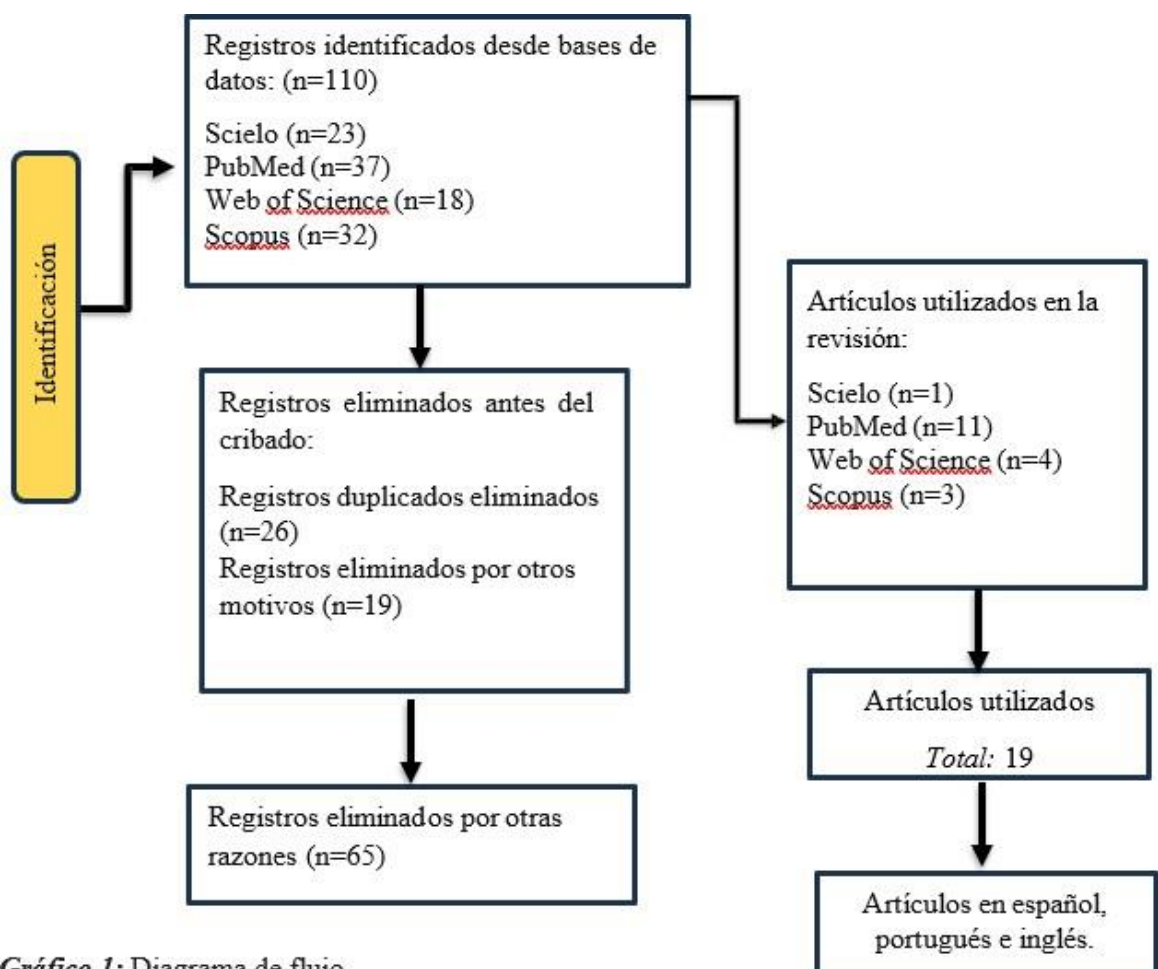 Identificación
Registros identificados desde bases de
datos: (n=110)
Scielo (n=23)
PubMed (n=37)
Web of Science (n=18)
Scopus (n=32)
Registros eliminados antes del
cribado:
Registros duplicados eliminados
(n=26)
Registros eliminados por otros
motivos (n=19)
Registros eliminados por otras
razones (n=65)
Artículos utilizados en la
revisión:
Scielo (n=1)
PubMed (n=11)
Web of Science (n=4)
Scopus (n=3)
Artículos utilizados
Total: 19
Artículos en español,
portugués e inglés.
Gráfico 1: Diagrama de flujo